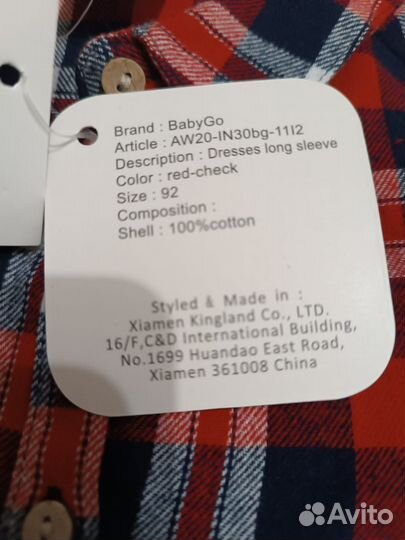 Brand : BabyGo
Article : AW20-IN30bg-11I2
Description : Dresses long sleeve
Color : red-check
Size : 92
Composition :
Shell : 100%cotton
Styled & Made in :
Xiamen Kingland Co., LTD.
16/F,C&D International Building,
No.1699 Huandao East Road,
Xiamen 361008 China
Avito